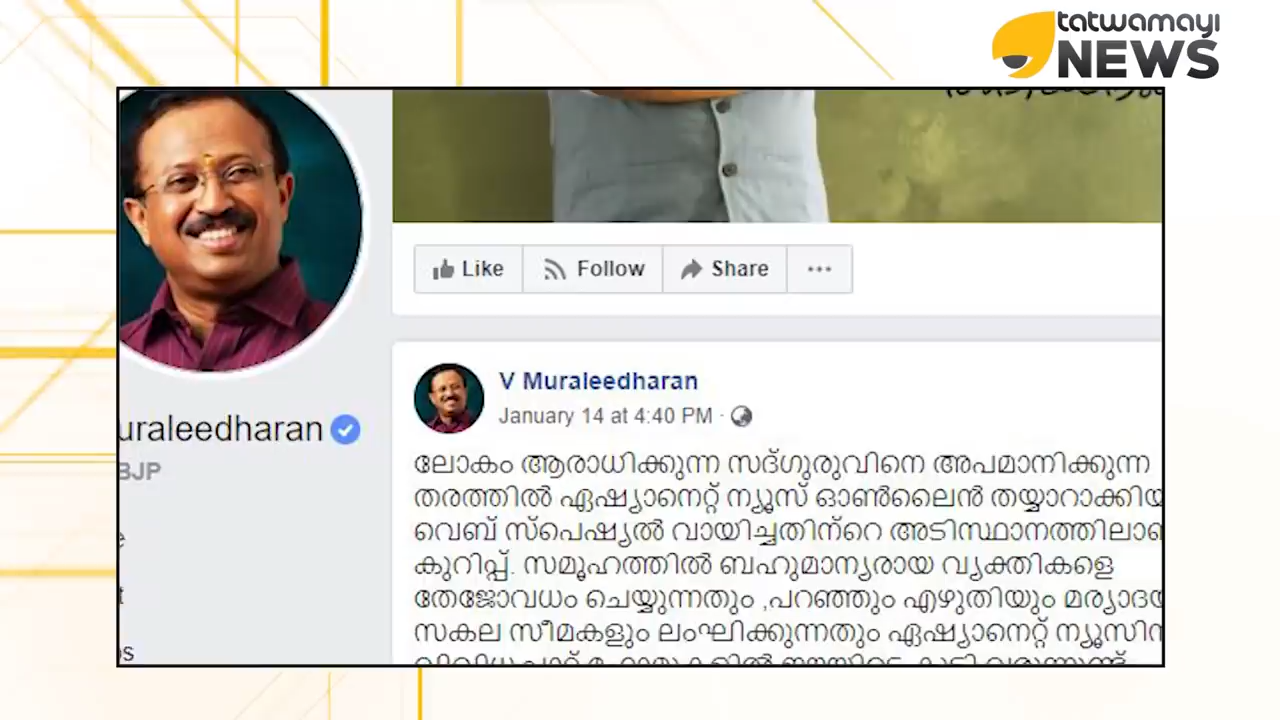 tatwamayi
NEWS
Like
Follow
Share
uraleedharan
BJP
V Muraleedharan
January 14 at 4:40 PM ·
ലോകം ആരാധിക്കുന്ന സദ്ഗുരുവിനെ അപമാനിക്കുന്ന
തരത്തിൽ ഏഷ്യാനെറ്റ് ന്യൂസ് ഓൺലൈൻ തയ്യാറാക്കിയ
വെബ് സ്പെഷ്യൽ വായിച്ചതിന്റെ അടിസ്ഥാനത്തിലാണ്
കുറിപ്പ്. സമൂഹത്തിൽ ബഹുമാന്യരായ വ്യക്തികളെ
തേജോവധം ചെയ്യുന്നതും ,പറഞ്ഞും എഴുതിയും മര്യാദയ
സകല സീമകളും ലംഘിക്കുന്നതും ഏഷ്യാനെറ്റ് ന്യൂസിന